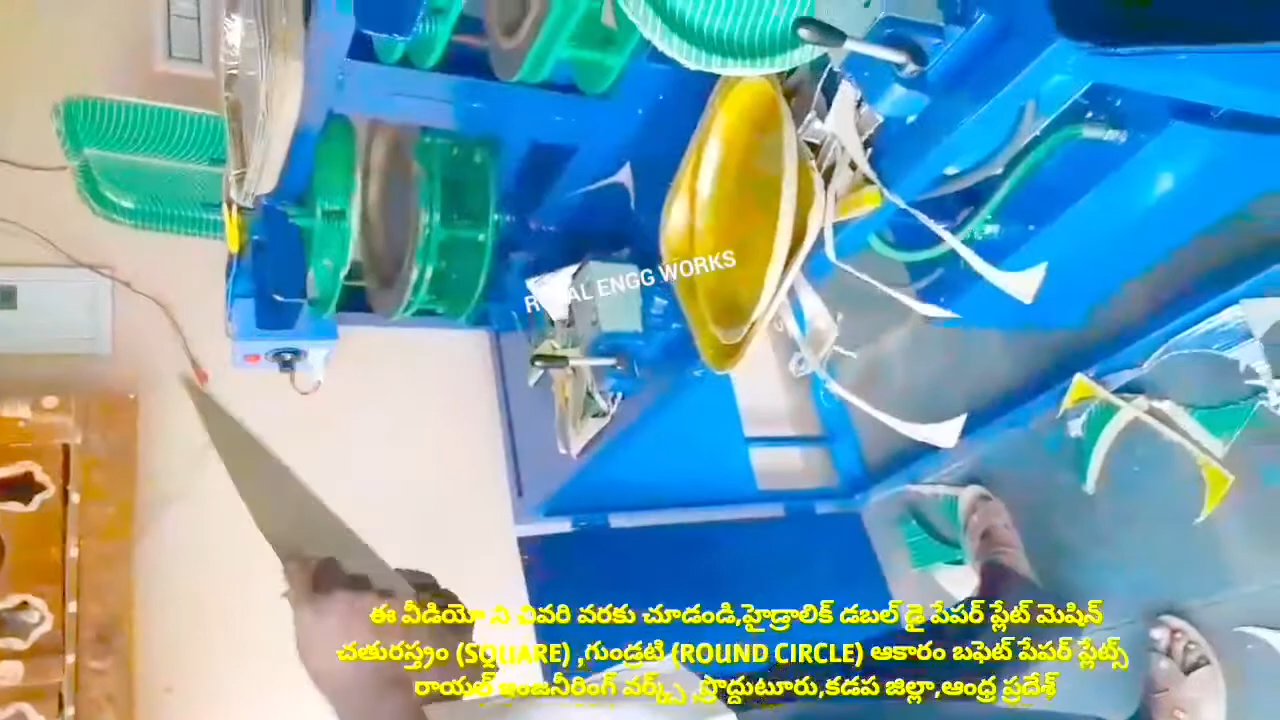 ROYAL ENGG WORKS
ఈ వీడియో ని చివరి వరకు చూడండి,హైడ్రాలిక్ డబల్ డై పేపర్ ప్లేట్ మెషిన్
చతురస్త్రం (SQUARE) ,గుండ్రటి (ROUND CIRCLE) ఆకారం బఫెట్ పేపర్ ప్లేట్స్
రాయల్ ఇంజనీరింగ్ వర్క్స్ ,ప్రొద్దుటూరు,కడప జిల్లా,ఆంధ్ర ప్రదేశ్